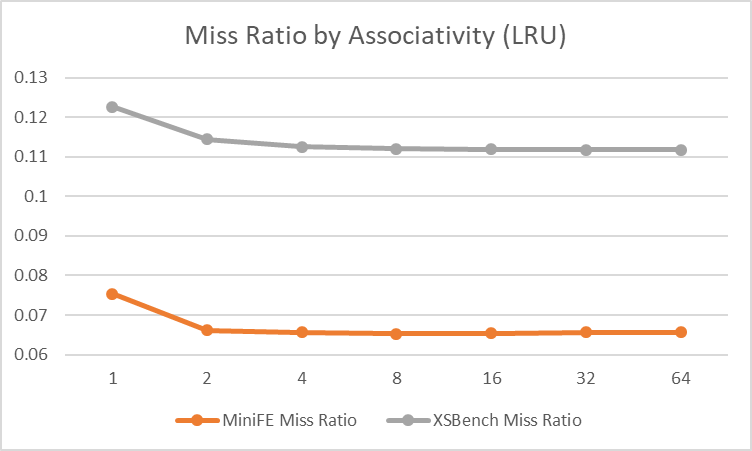 Miss Ratio by Associativity (LRU)
0.13
0.12
0.11
0.1
0.09
0.08
0.07
0.06
1 2 4 8 16 32 64
MiniFE Miss Ratio XSBench Miss Ratio